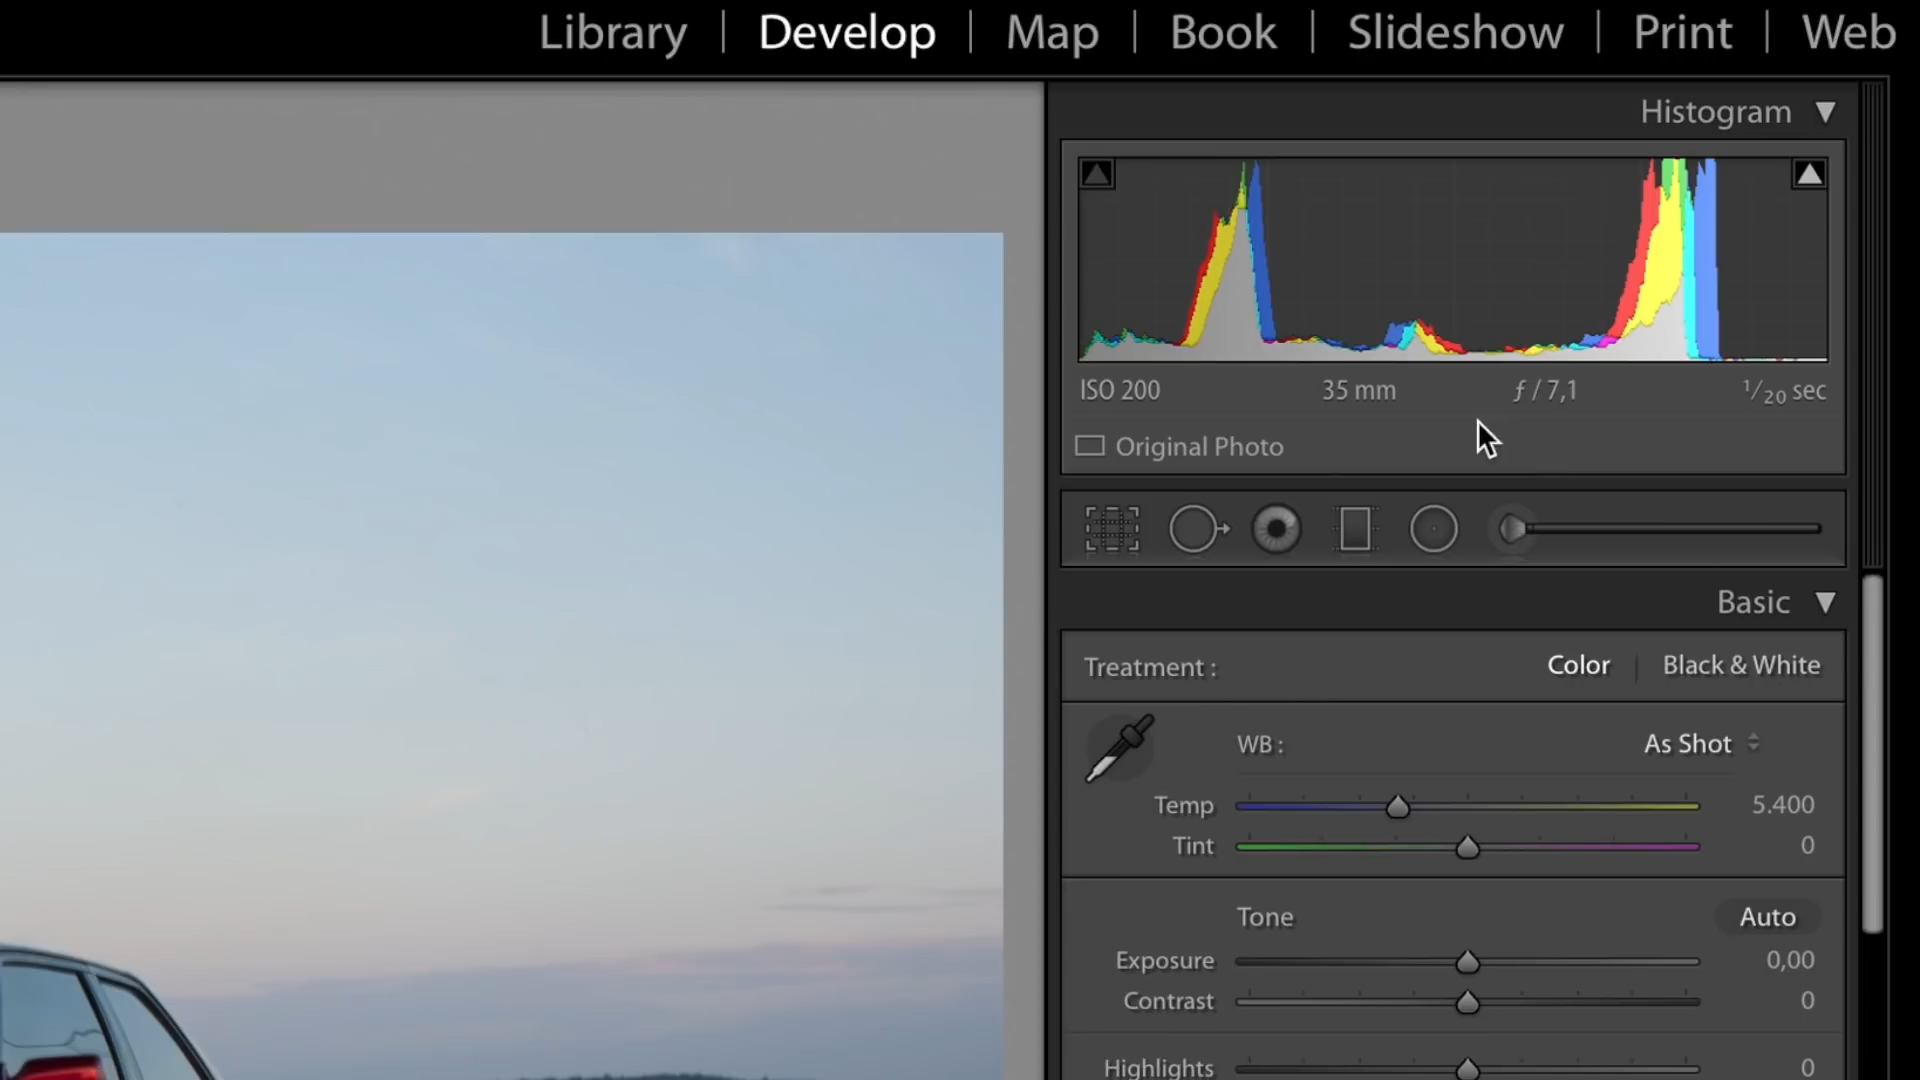 Library | Develop | Map | Book | Slideshow | Print | Web
Histogram
ISO 200 35 mm ƒ / 7,1 1/20 sec
Original Photo
Basic
Treatment : Color | Black & White
WB : As Shot
Temp 5.400
Tint 0
Tone Auto
Exposure 0,00
Contrast 0
Highlights 0